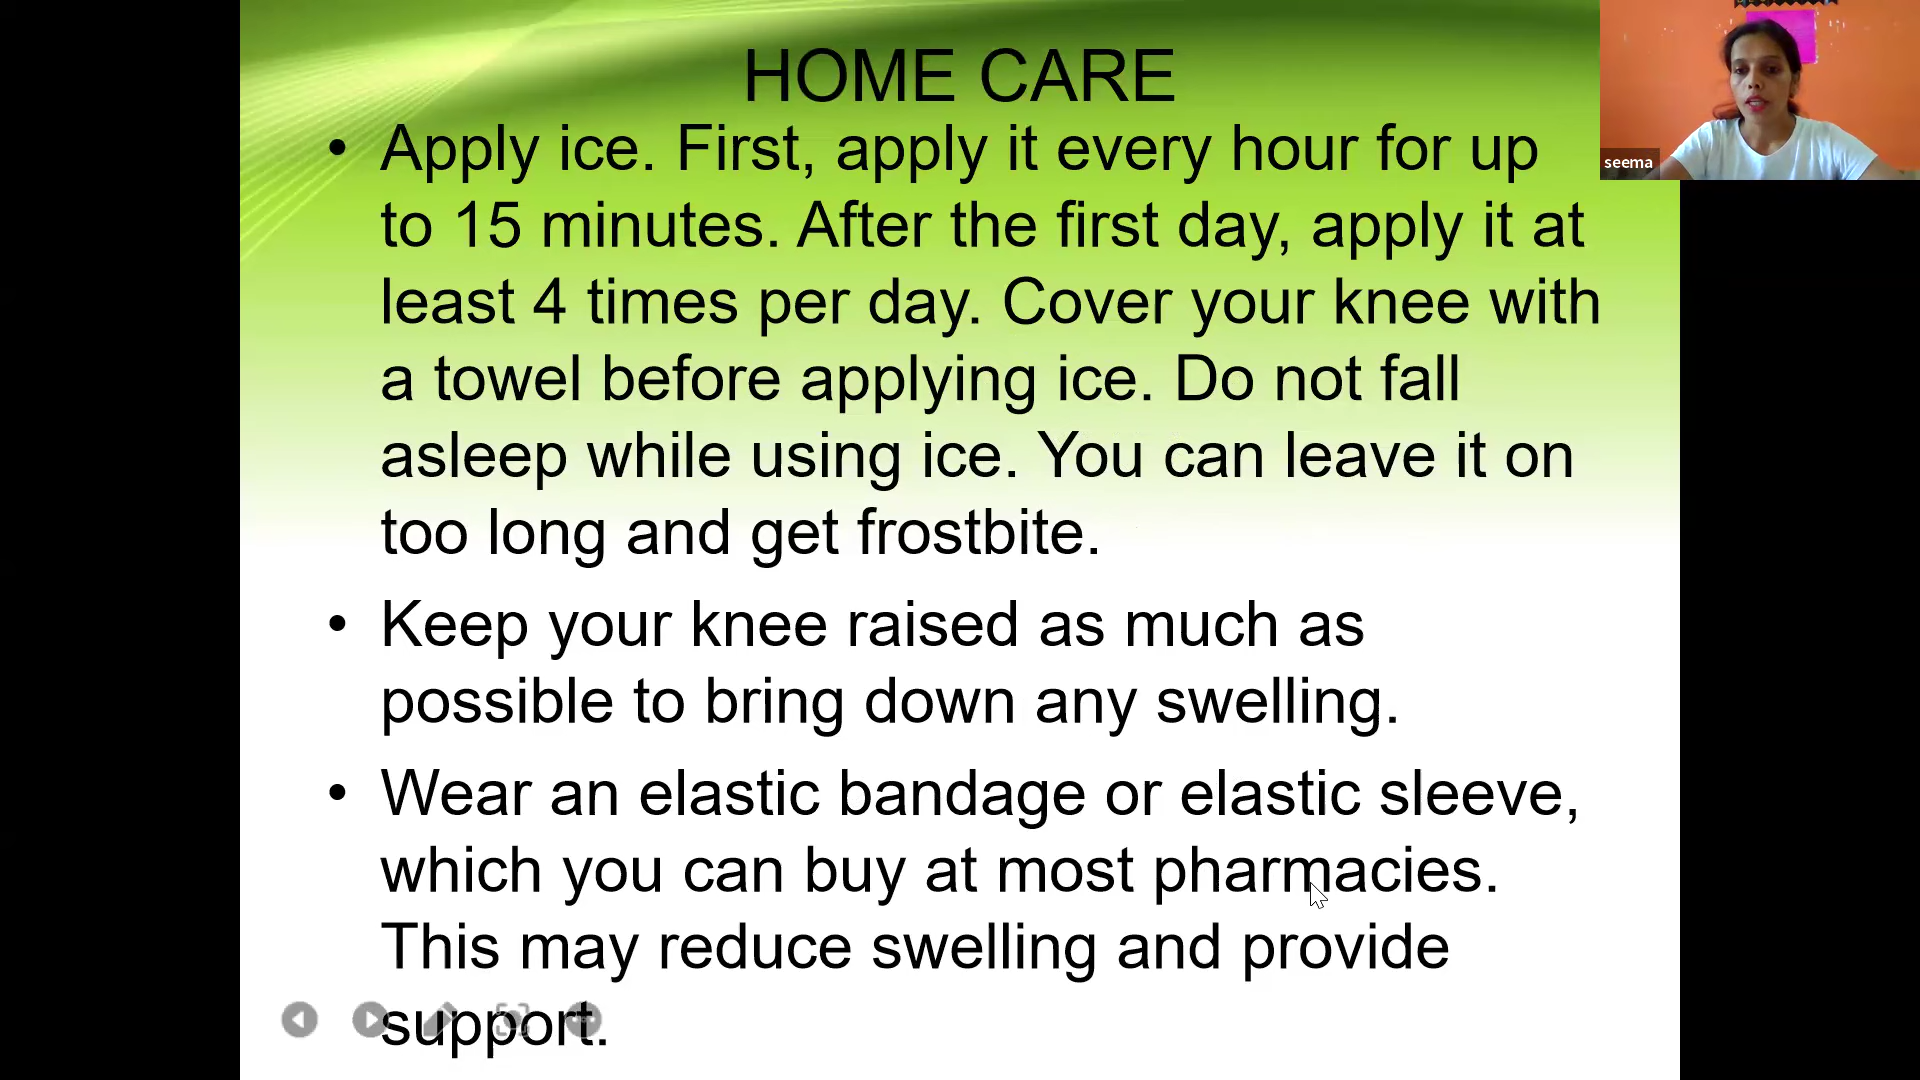 HOME CARE
• Apply ice. First, apply it every hour for up
to 15 minutes. After the first day, apply it at
least 4 times per day. Cover your knee with
a towel before applying ice. Do not fall
asleep while using ice. You can leave it on
too long and get frostbite.
• Keep your knee raised as much as
possible to bring down any swelling.
• Wear an elastic bandage or elastic sleeve,
which you can buy at most pharmacies.
This may reduce swelling and provide
support.
seema